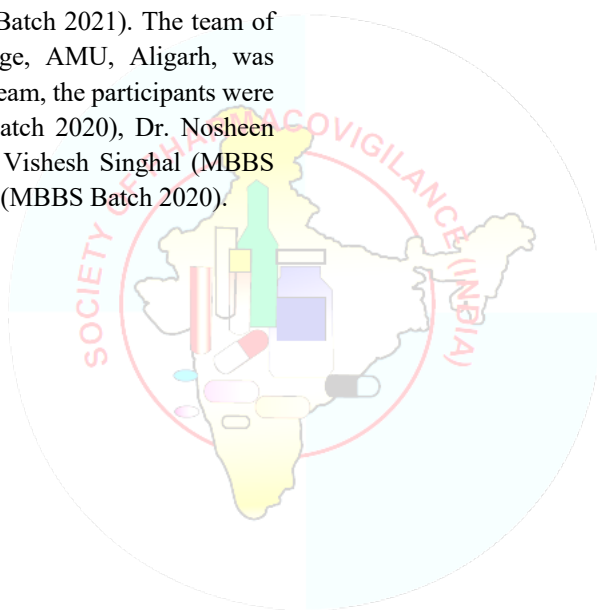 Batch 2021). The team of
ge, AMU, Aligarh, was
eam, the participants were
atch 2020), Dr. Nosheen
Vishesh Singhal (MBBS
(MBBS Batch 2020).
SOCIETY OF PHARMACOVIGILANCE (INDIA)